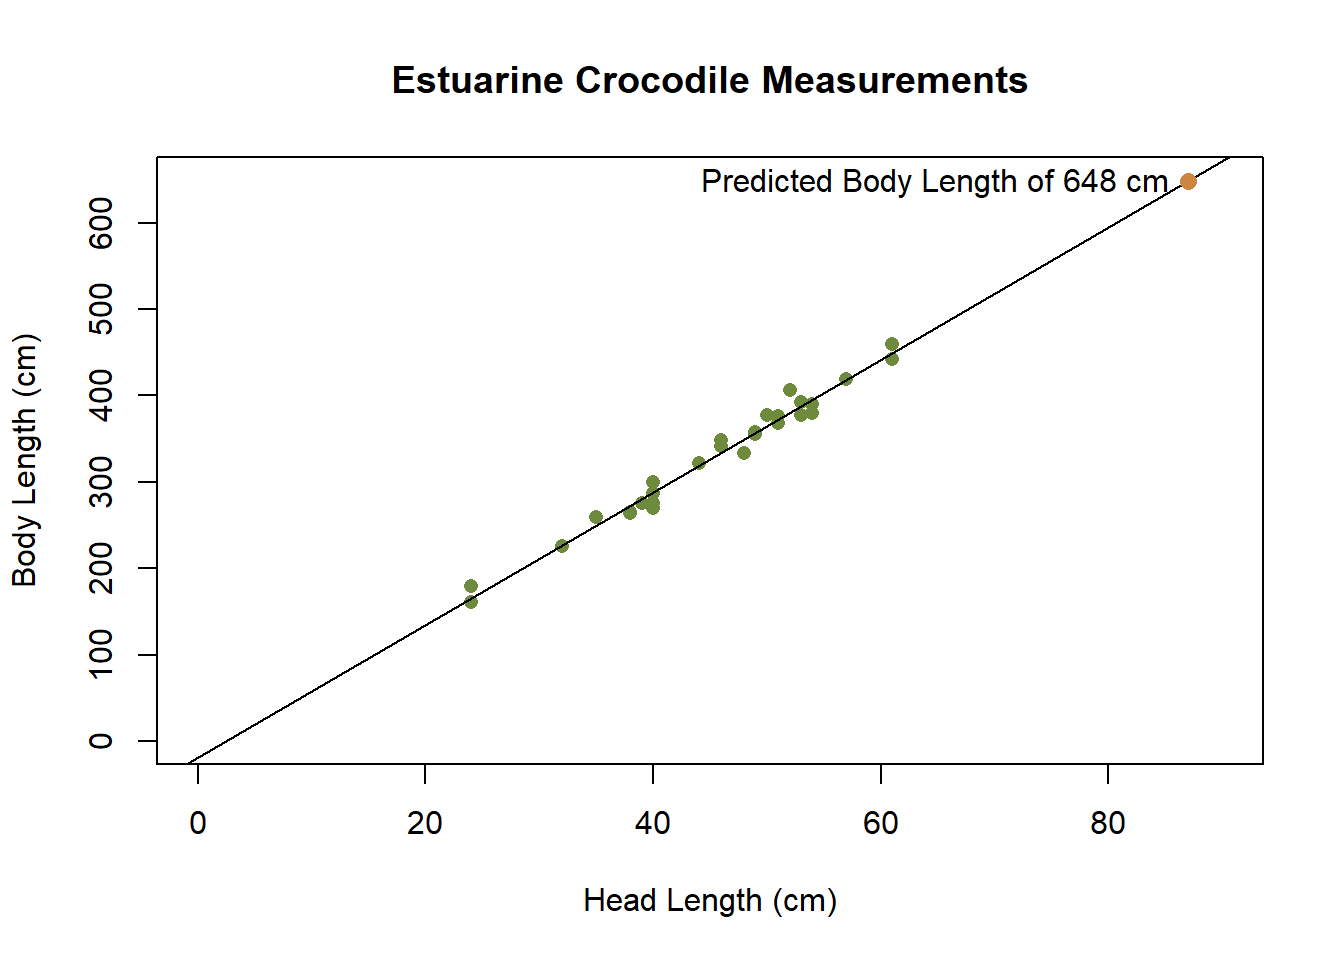 Estuarine Crocodile Measurements
Predicted Body Length of 648 cm
Body Length (cm)
600
500
400
300
200
100
0
0 20 40 60 80
Head Length (cm)